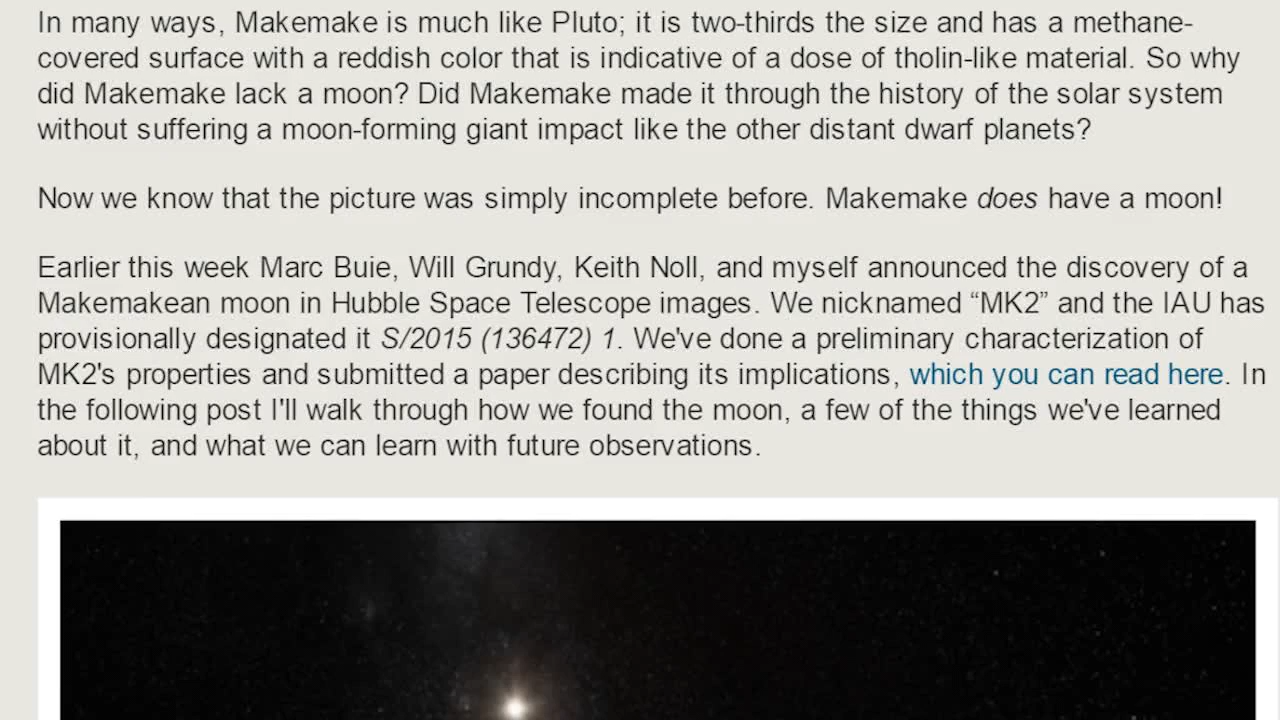 In many ways, Makemake is much like Pluto; it is two-thirds the size and has a methane-
covered surface with a reddish color that is indicative of a dose of tholin-like material. So why
did Makemake lack a moon? Did Makemake made it through the history of the solar system
without suffering a moon-forming giant impact like the other distant dwarf planets?
Now we know that the picture was simply incomplete before. Makemake does have a moon!
Earlier this week Marc Buie, Will Grundy, Keith Noll, and myself announced the discovery of a
Makemakean moon in Hubble Space Telescope images. We nicknamed “MK2” and the IAU has
provisionally designated it S/2015 (136472) 1. We've done a preliminary characterization of
MK2's properties and submitted a paper describing its implications, which you can read here. In
the following post I'll walk through how we found the moon, a few of the things we've learned
about it, and what we can learn with future observations.